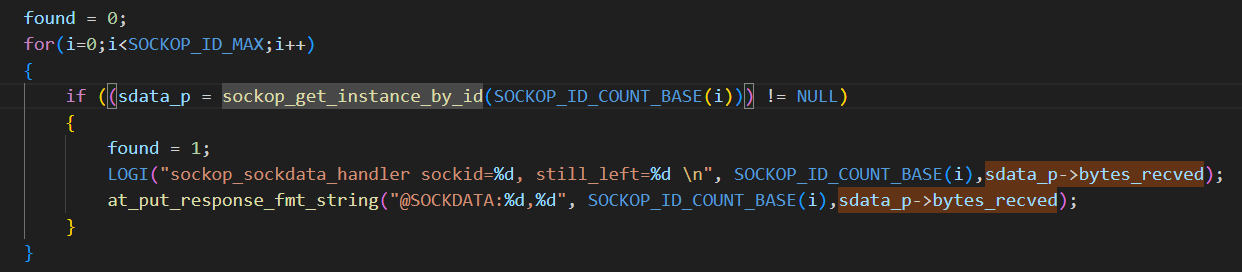 found = 0;
for(i=0;i<SOCKOP_ID_MAX;i++)
{
if ((sdata_p = sockop_get_instance_by_id(SOCKOP_ID_COUNT_BASE(i))) != NULL)
{
found = 1;
LOGI("sockop_sockdata_handler sockid=%d, still_left=%d \n", SOCKOP_ID_COUNT_BASE(i),sdata_p->bytes_recved);
at_put_response_fmt_string("@SOCKDATA:%d,%d", SOCKOP_ID_COUNT_BASE(i),sdata_p->bytes_recved);
}
}